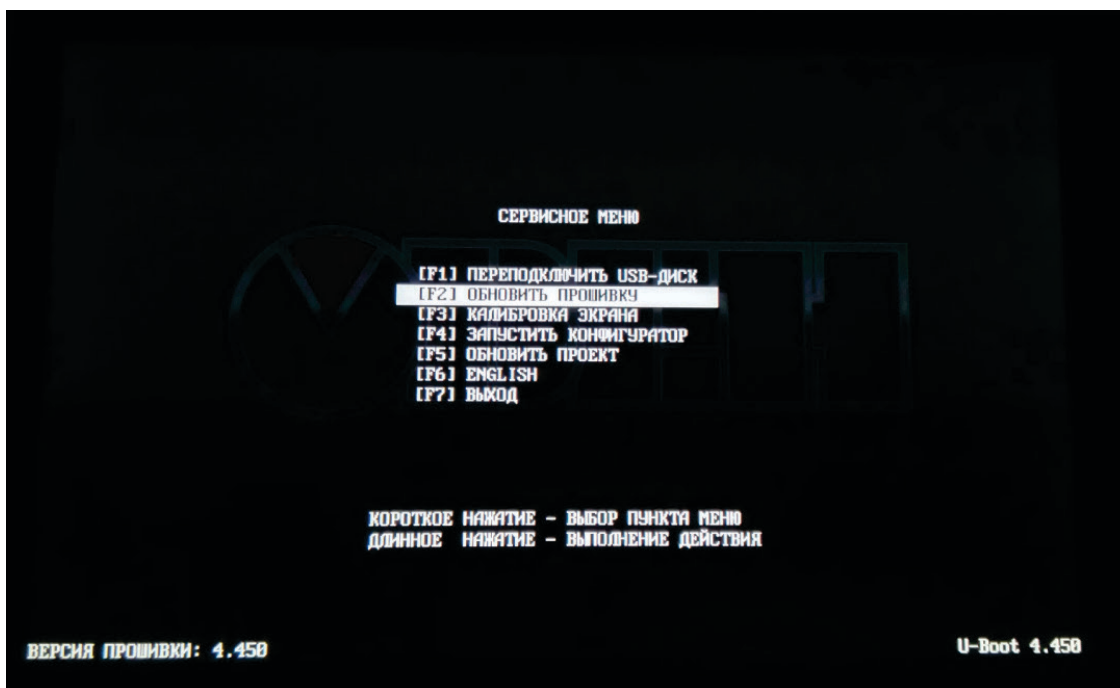 СЕРВИСНОЕ МЕНЮ
[F1] ПЕРЕПОДКЛЮЧИТЬ USB-ДИСК
[F2] ОБНОВИТЬ ПРОШИВКУ
[F3] КАЛИБРОВКА ЭКРАНА
[F4] ЗАПУСТИТЬ КОНФИГУРАТОР
[F5] ОБНОВИТЬ ПРОЕКТ
[F6] ENGLISH
[F7] ВЫХОД
КОРОТКОЕ НАЖАТИЕ - ВЫБОР ПУНКТА МЕНЮ
ДЛИННОЕ НАЖАТИЕ - ВЫПОЛНЕНИЕ ДЕЙСТВИЯ
ВЕРСИЯ ПРОШИВКИ: 4.450
U-Boot 4.450